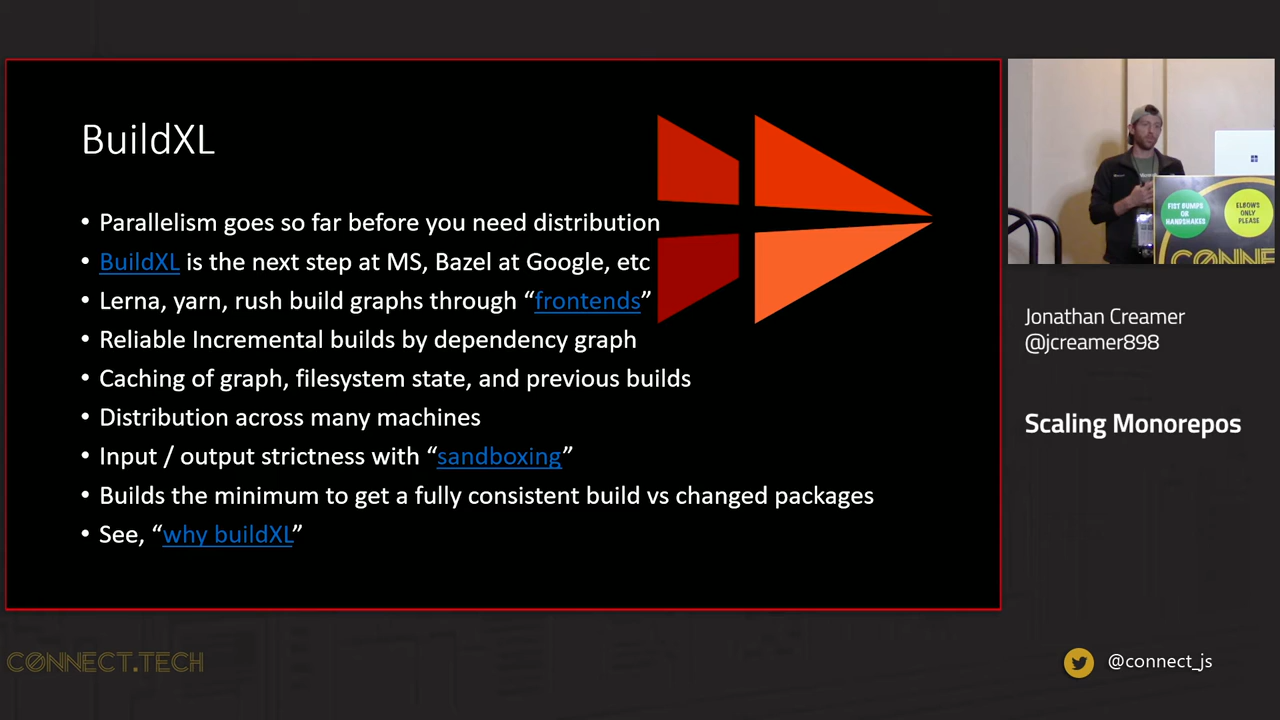 BuildXL
• Parallelism goes so far before you need distribution
• BuildXL is the next step at MS, Bazel at Google, etc
• Lerna, yarn, rush build graphs through “frontends”
• Reliable Incremental builds by dependency graph
• Caching of graph, filesystem state, and previous builds
• Distribution across many machines
• Input / output strictness with “sandboxing”
• Builds the minimum to get a fully consistent build vs changed packages
• See, “why buildXL”
FIST BUMPS
OR
HANDSHAKES
ELBOWS
ONLY
PLEASE
CONNE
Jonathan Creamer
@jcreamer898
Scaling Monorepos
CONNECT.TECH
@connect_js